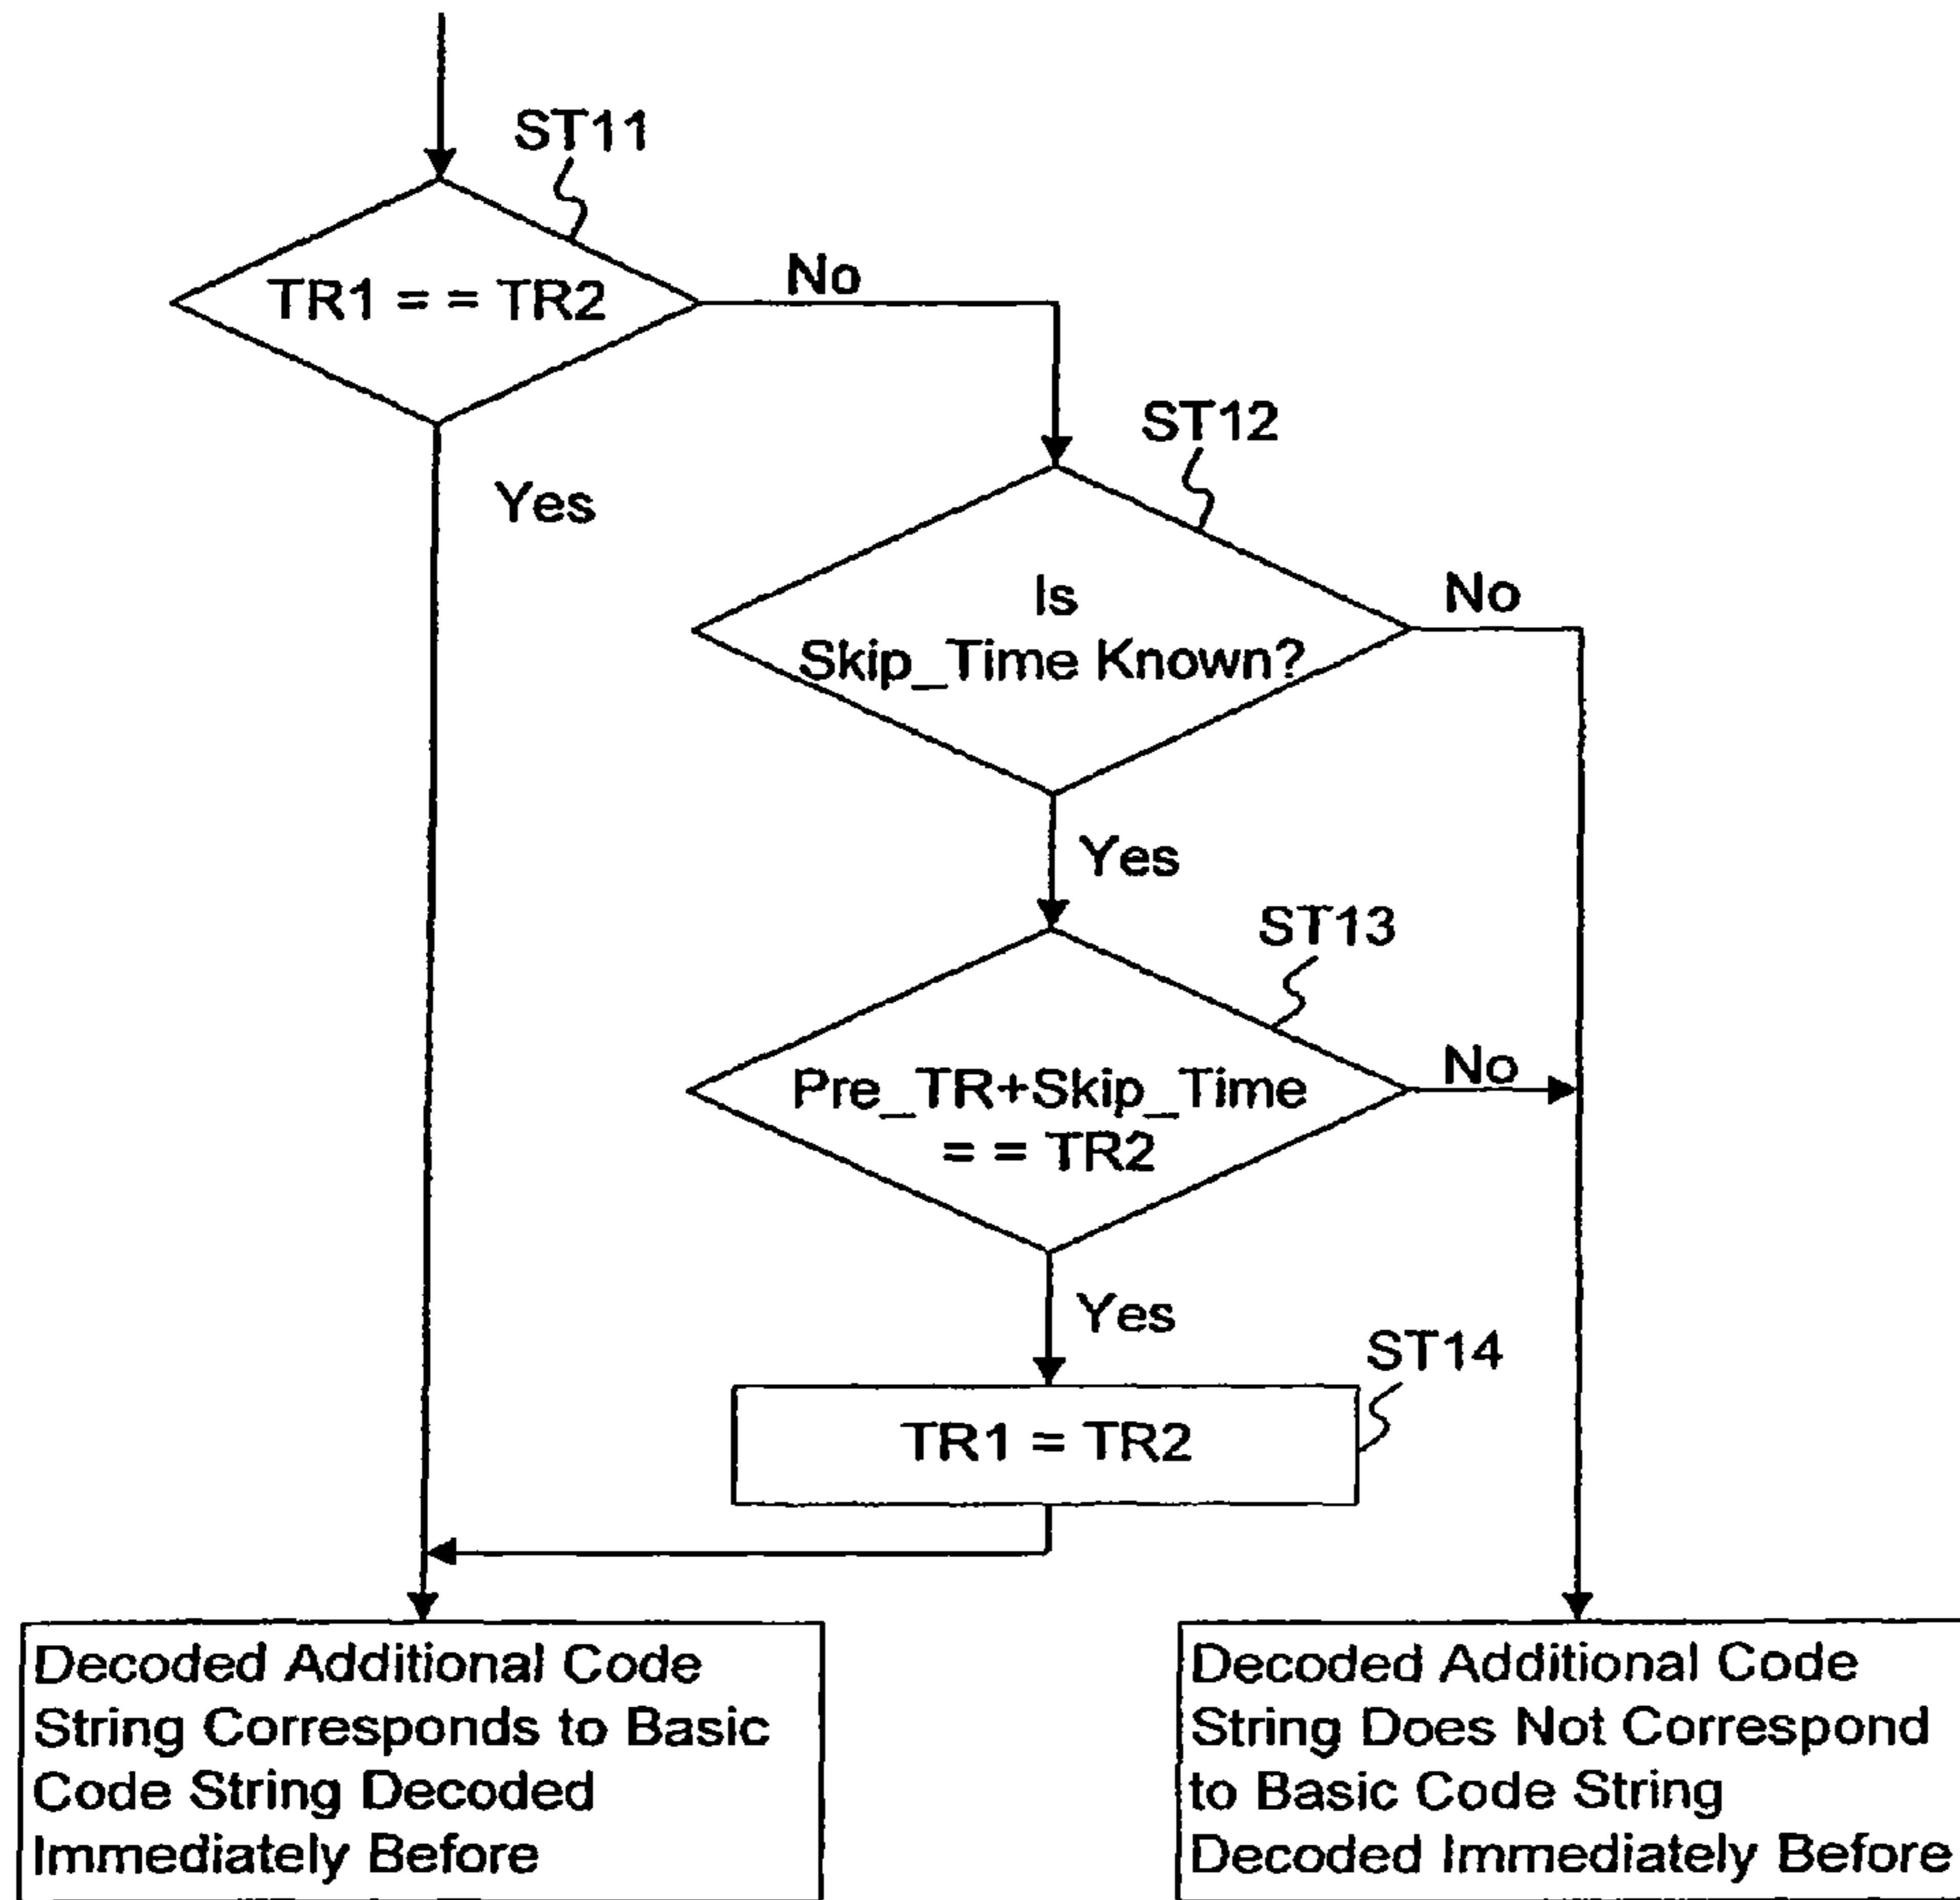 ST11
TR1 = = TR2
No
Yes
ST12
Is
Skip_Time Known?
No
Yes
ST13
Pre_TR+Skip_Time
= = TR2
No
Yes
ST14
TR1 = TR2
Decoded Additional Code
String Corresponds to Basic
Code String Decoded
Immediately Before
Decoded Additional Code
String Does Not Correspond
to Basic Code String
Decoded Immediately Before